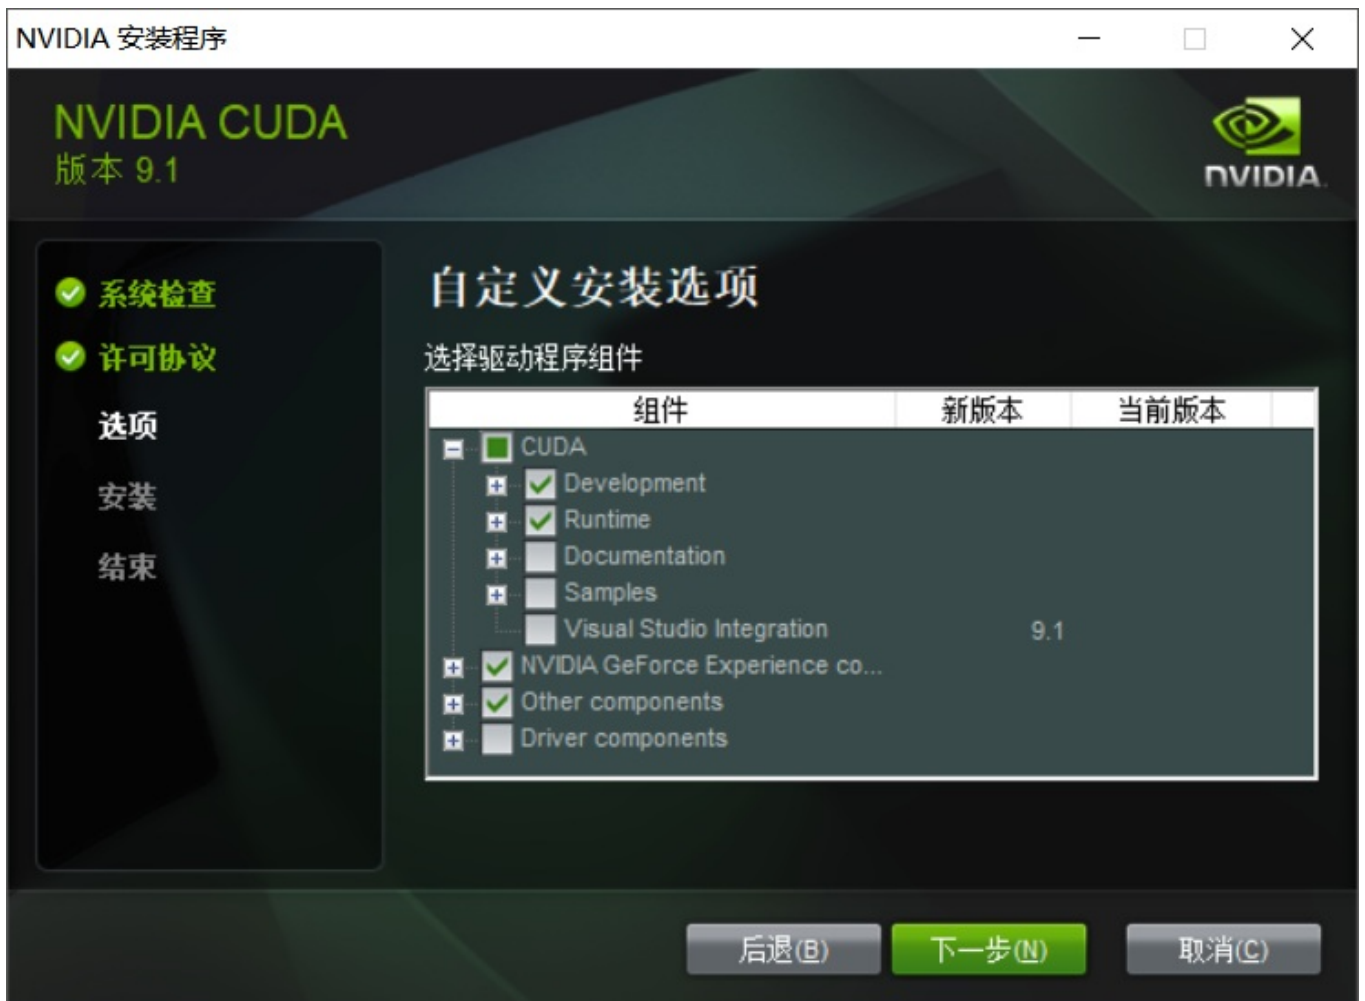 NVIDIA 安装程序
NVIDIA CUDA
版本 9.1
NVIDIA.
系统检查
许可协议
选项
安装
结束
自定义安装选项
选择驱动程序组件
组件 新版本 当前版本
CUDA
Development
Runtime
Documentation
Samples
Visual Studio Integration 9.1
NVIDIA GeForce Experience co...
Other components
Driver components
后退(B) 下一步(N) 取消(C)